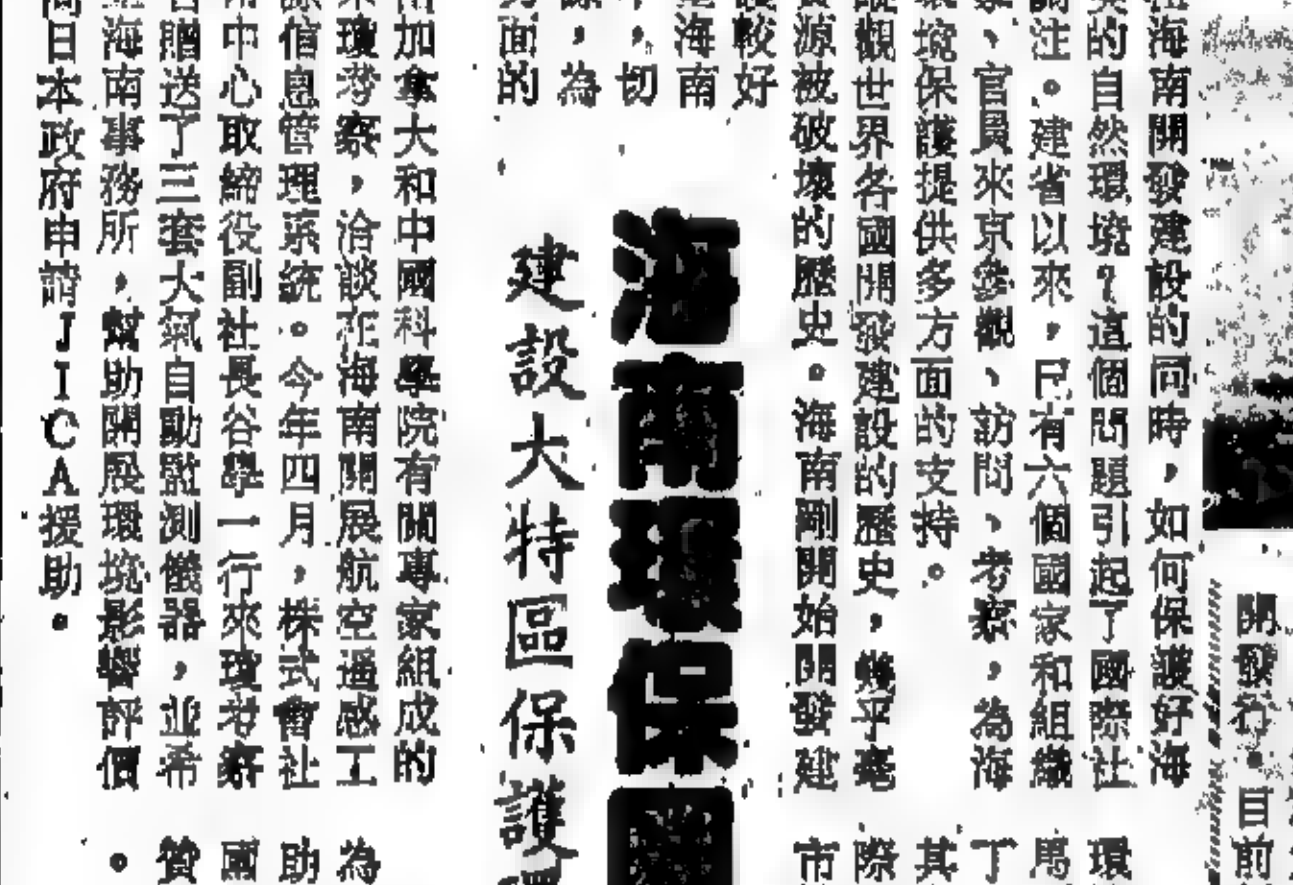 開發行。目前
海南開發建設的同時，如何保護好海
的自然環境？這個問題引起了國際社
注。建省以來，已有六個國家和組織
、官員來京參觀、訪問、考察，為海
境保護提供多方面的支持。
縱觀世界各國開發建設的歷史，幾乎毫
源被破壞的歷史。海南剛開始開發建
較好
海南
切
，為
面的
海南環保
建設大特區保護
加拿大和中國科學院有關專家組成的
瓊考察，洽談在海南開展航空遙感工
信息管理系統。今年四月，株式會社
中心取締役副社長谷學一行來瓊考察
贈送了三套大氣自動監測儀器，並希
海南事務所，幫助開展環境影響評價
向日本政府申請JICA援助。
環
馬
丁
其
際
市
為
助
國
贊
。